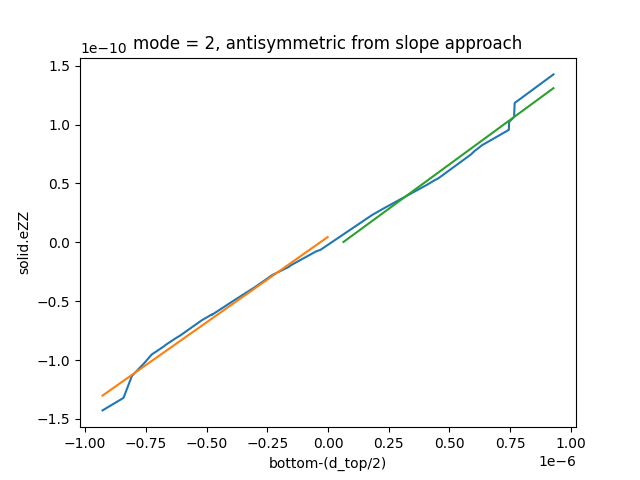 mode = 2, antisymmetric from slope approach
1e−10
1.5
1.0
0.5
0.0
−0.5
−1.0
−1.5
solid.eZZ
−1.00 −0.75 −0.50 −0.25 0.00 0.25 0.50 0.75 1.00
1e−6
bottom-(d_top/2)